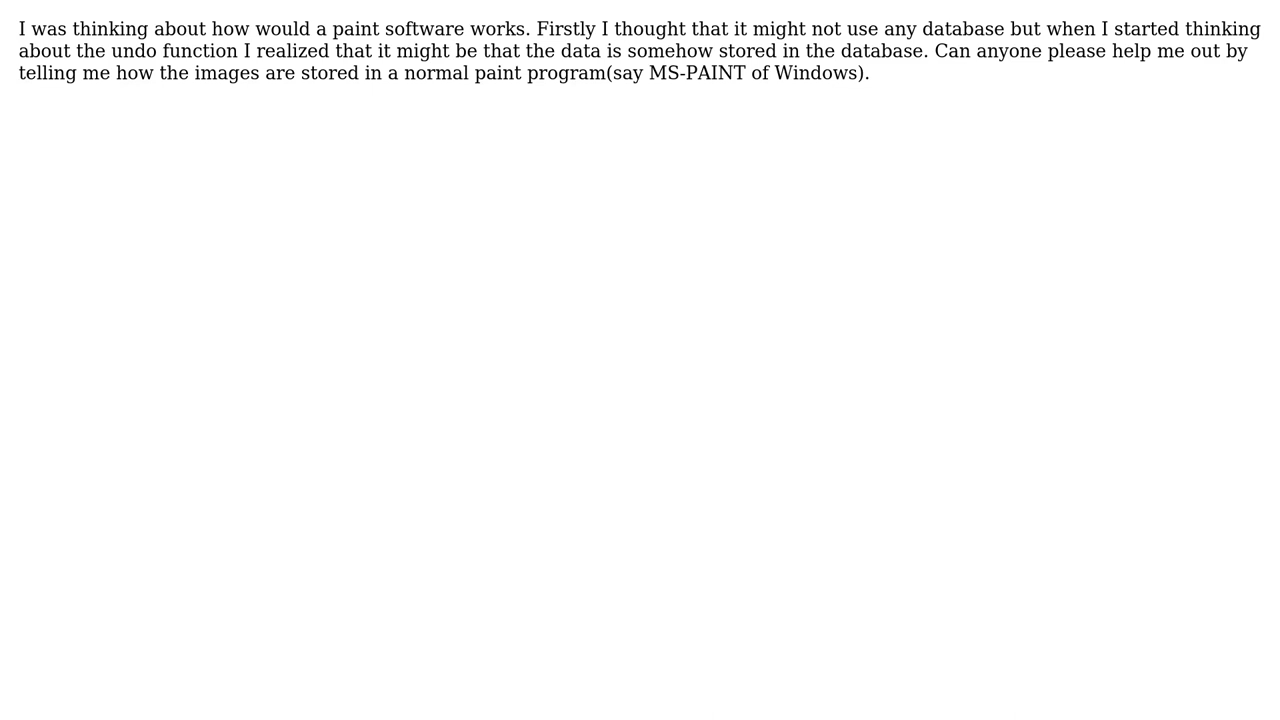 I was thinking about how would a paint software works. Firstly I thought that it might not use any database but when I started thinking
about the undo function I realized that it might be that the data is somehow stored in the database. Can anyone please help me out by
telling me how the images are stored in a normal paint program(say MS-PAINT of Windows).